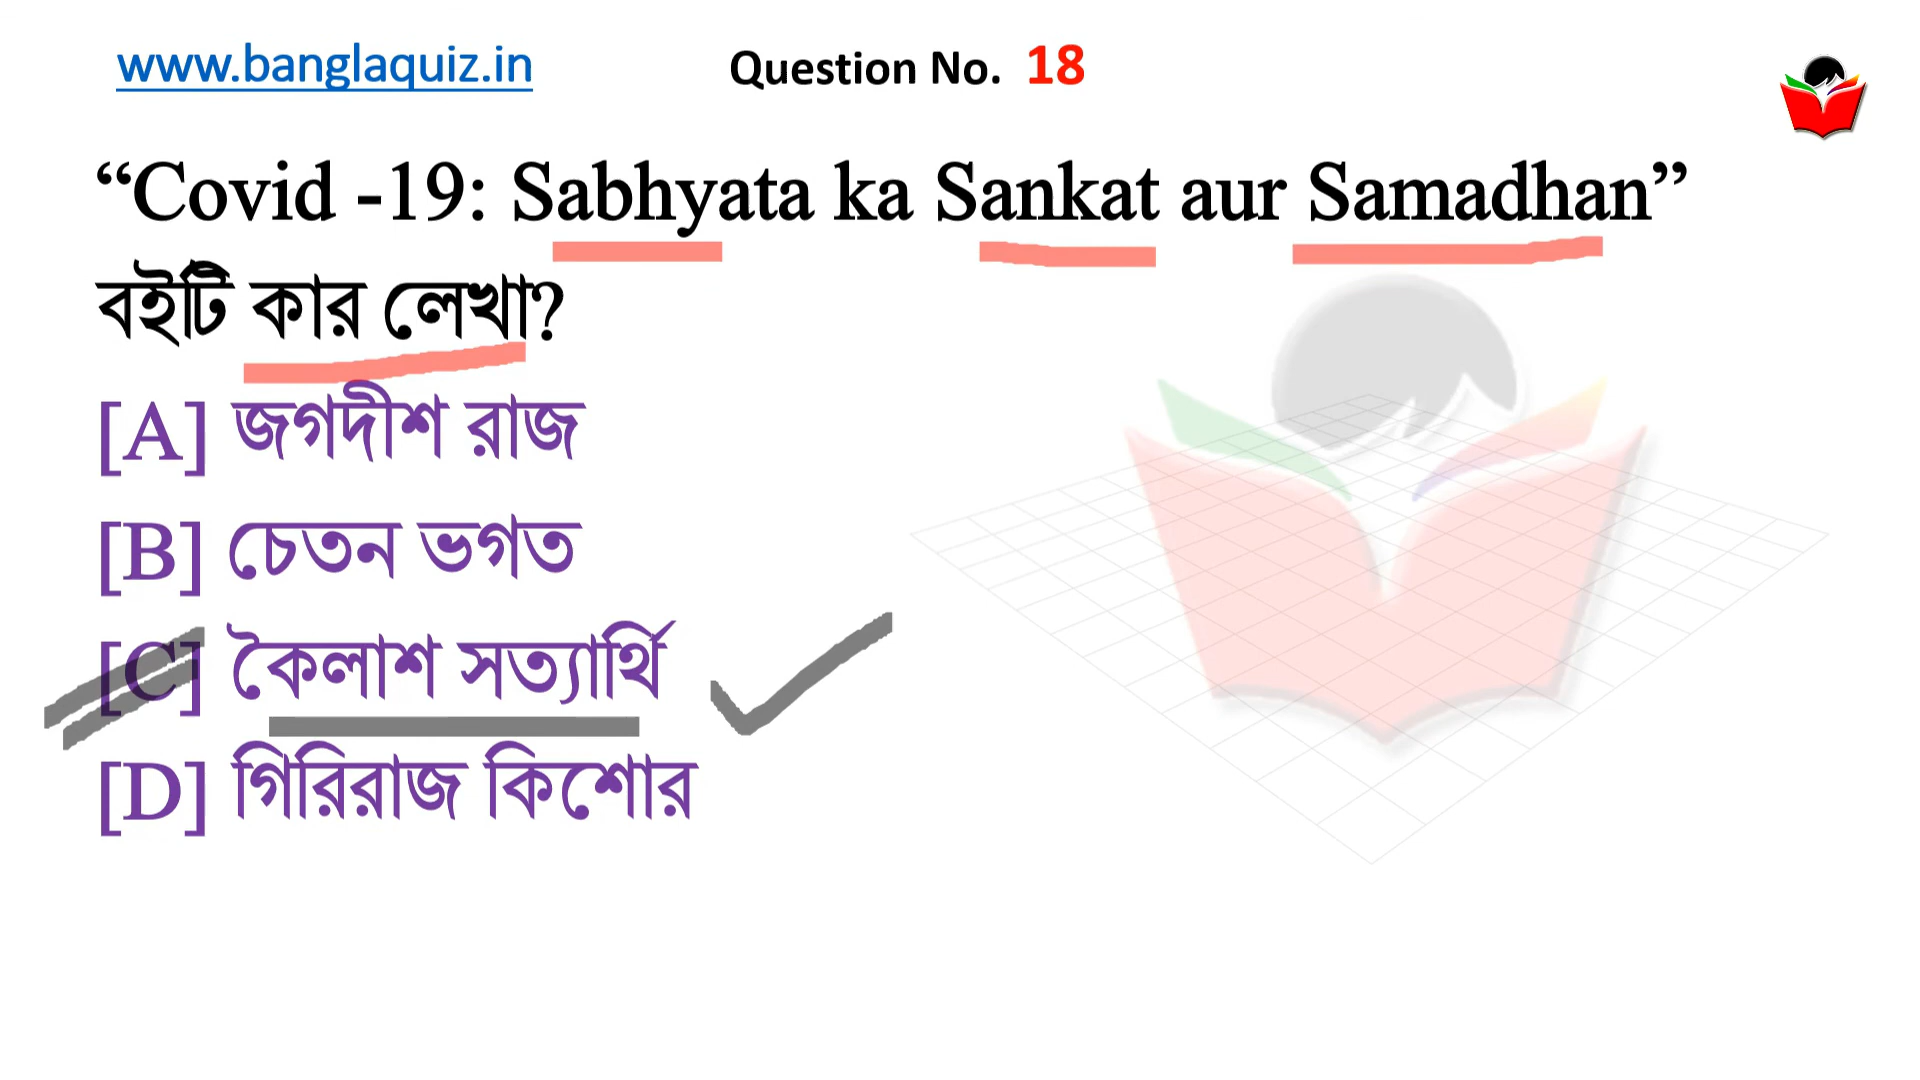 www.banglaquiz.in
Question No. 18
“Covid -19: Sabhyata ka Sankat aur Samadhan”
বইটি কার লেখা?
[A] জগদীশ রাজ
[B] চেতন ভগত
[C] কৈলাশ সত্যার্থি
[D] গিরিরাজ কিশোর